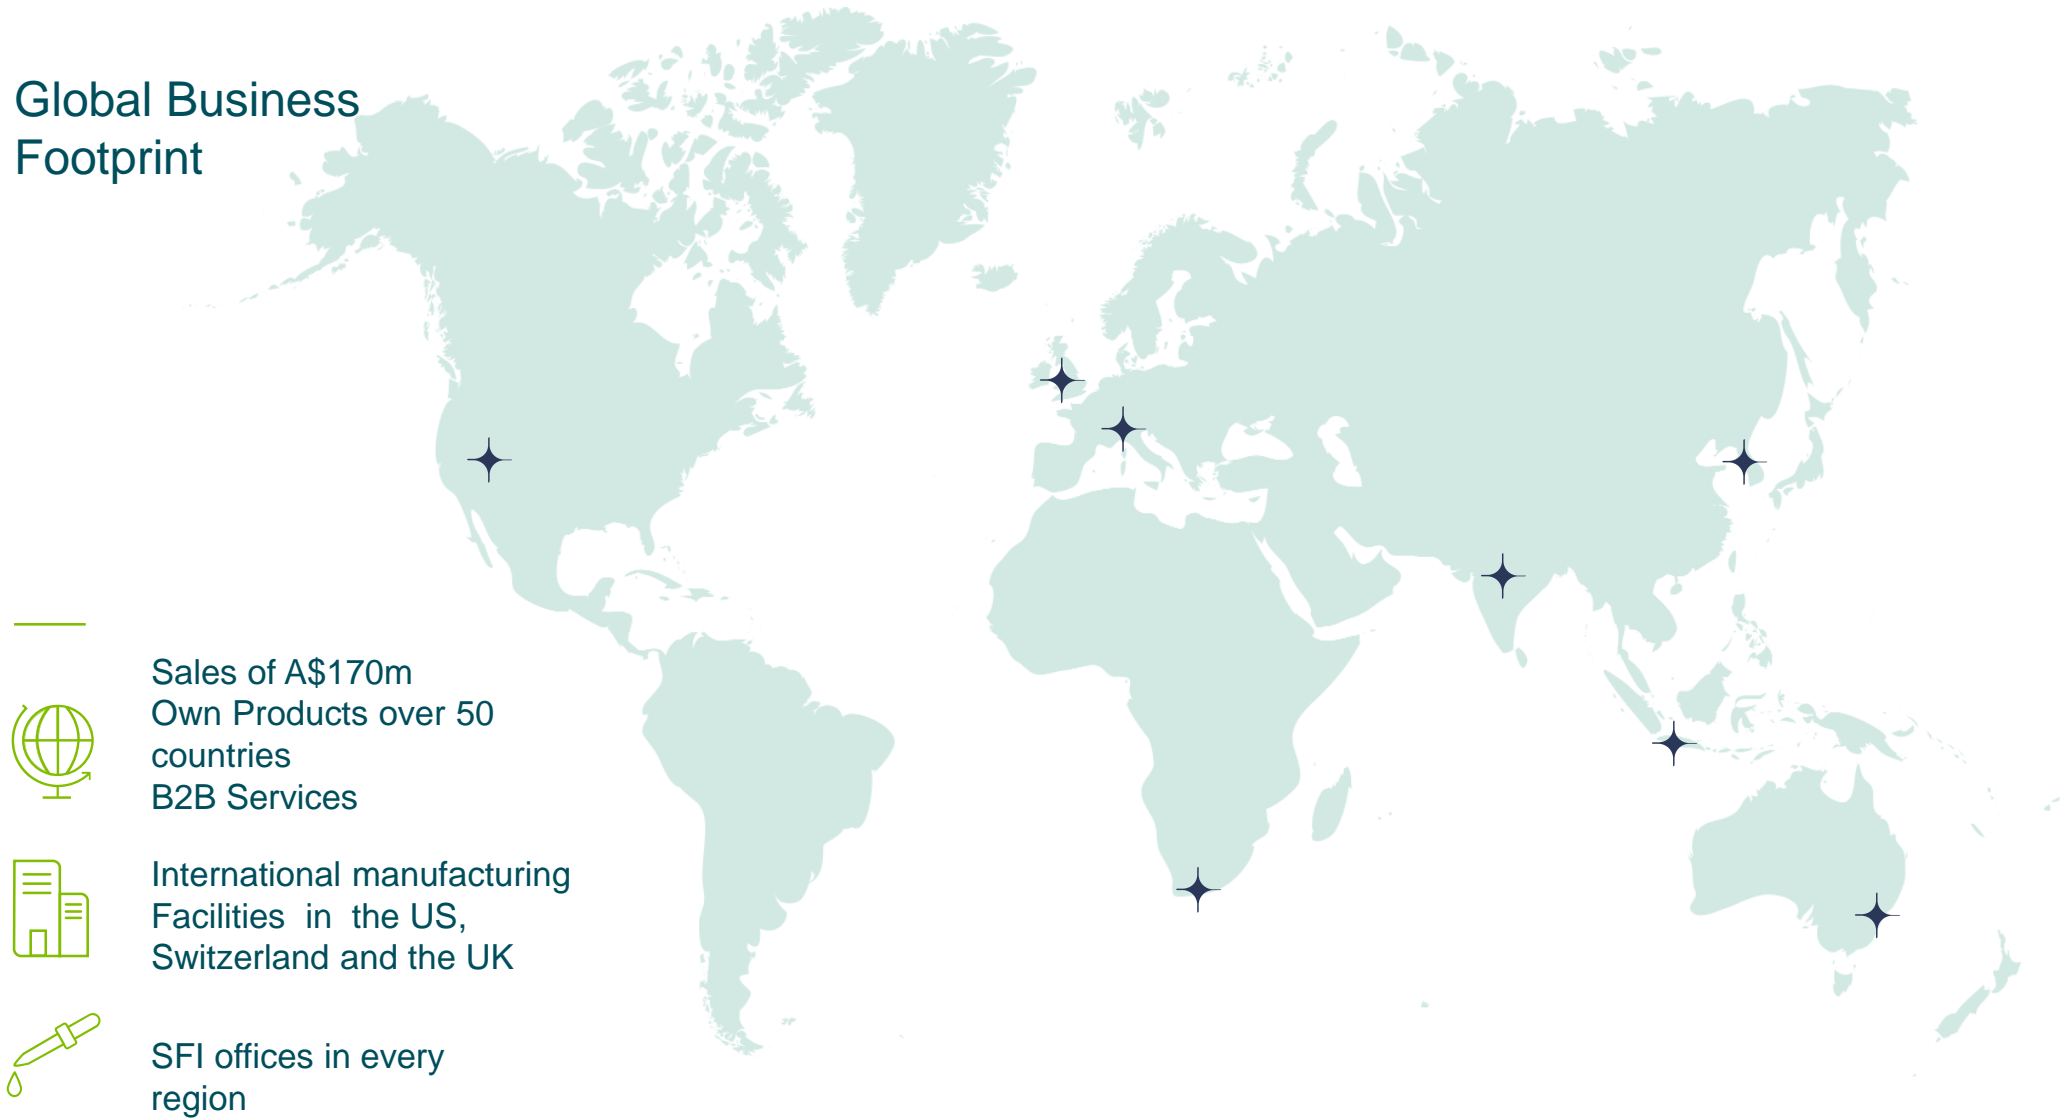 Global Business
Footprint
Sales of A$170m
Own Products over 50
countries
B2B Services
International manufacturing
Facilities in the US,
Switzerland and the UK
SFI offices in every
region